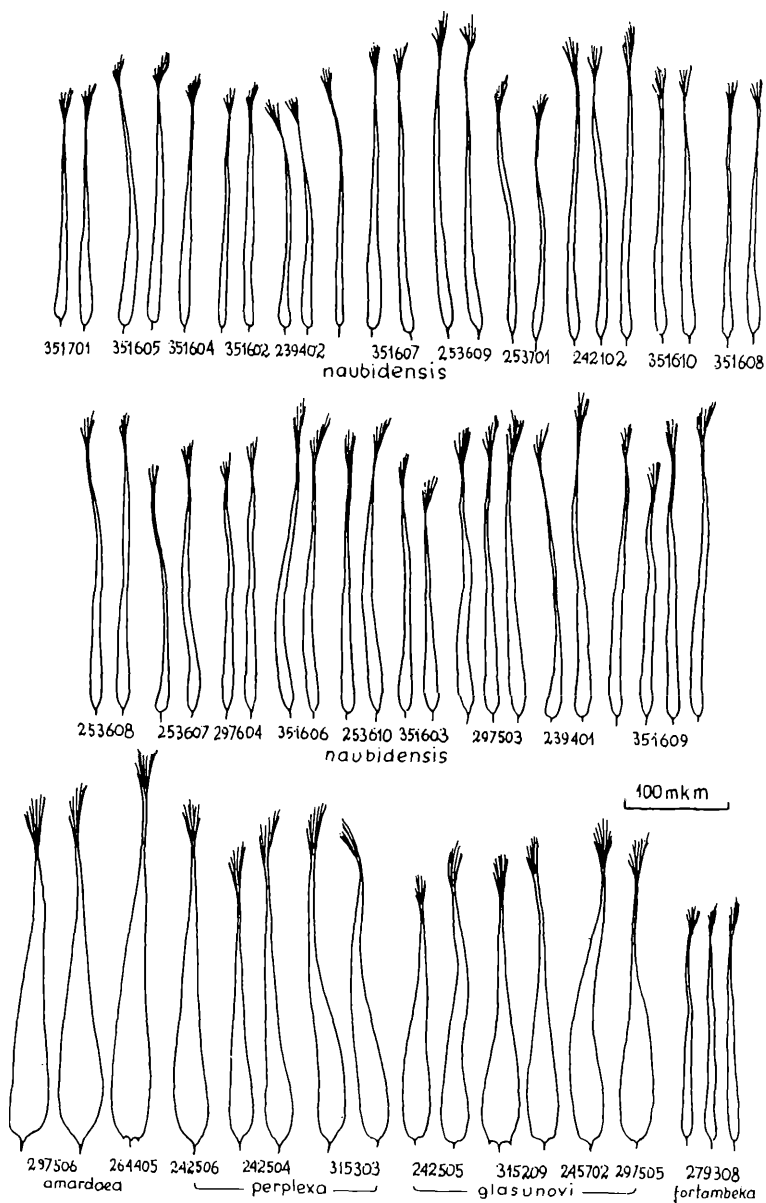 351701 351605 351604 351602 239402 351607 253609 253701 242102 351610 351608
naubidensis
253608 253607 297604 351606 253610 351603 297503 239401 351609
naubidensis
100 mkm
297506 264405 242506 242504 315303 242505 315209 245702 297505 279308
amardoea perplexa glasunovi fortambeka